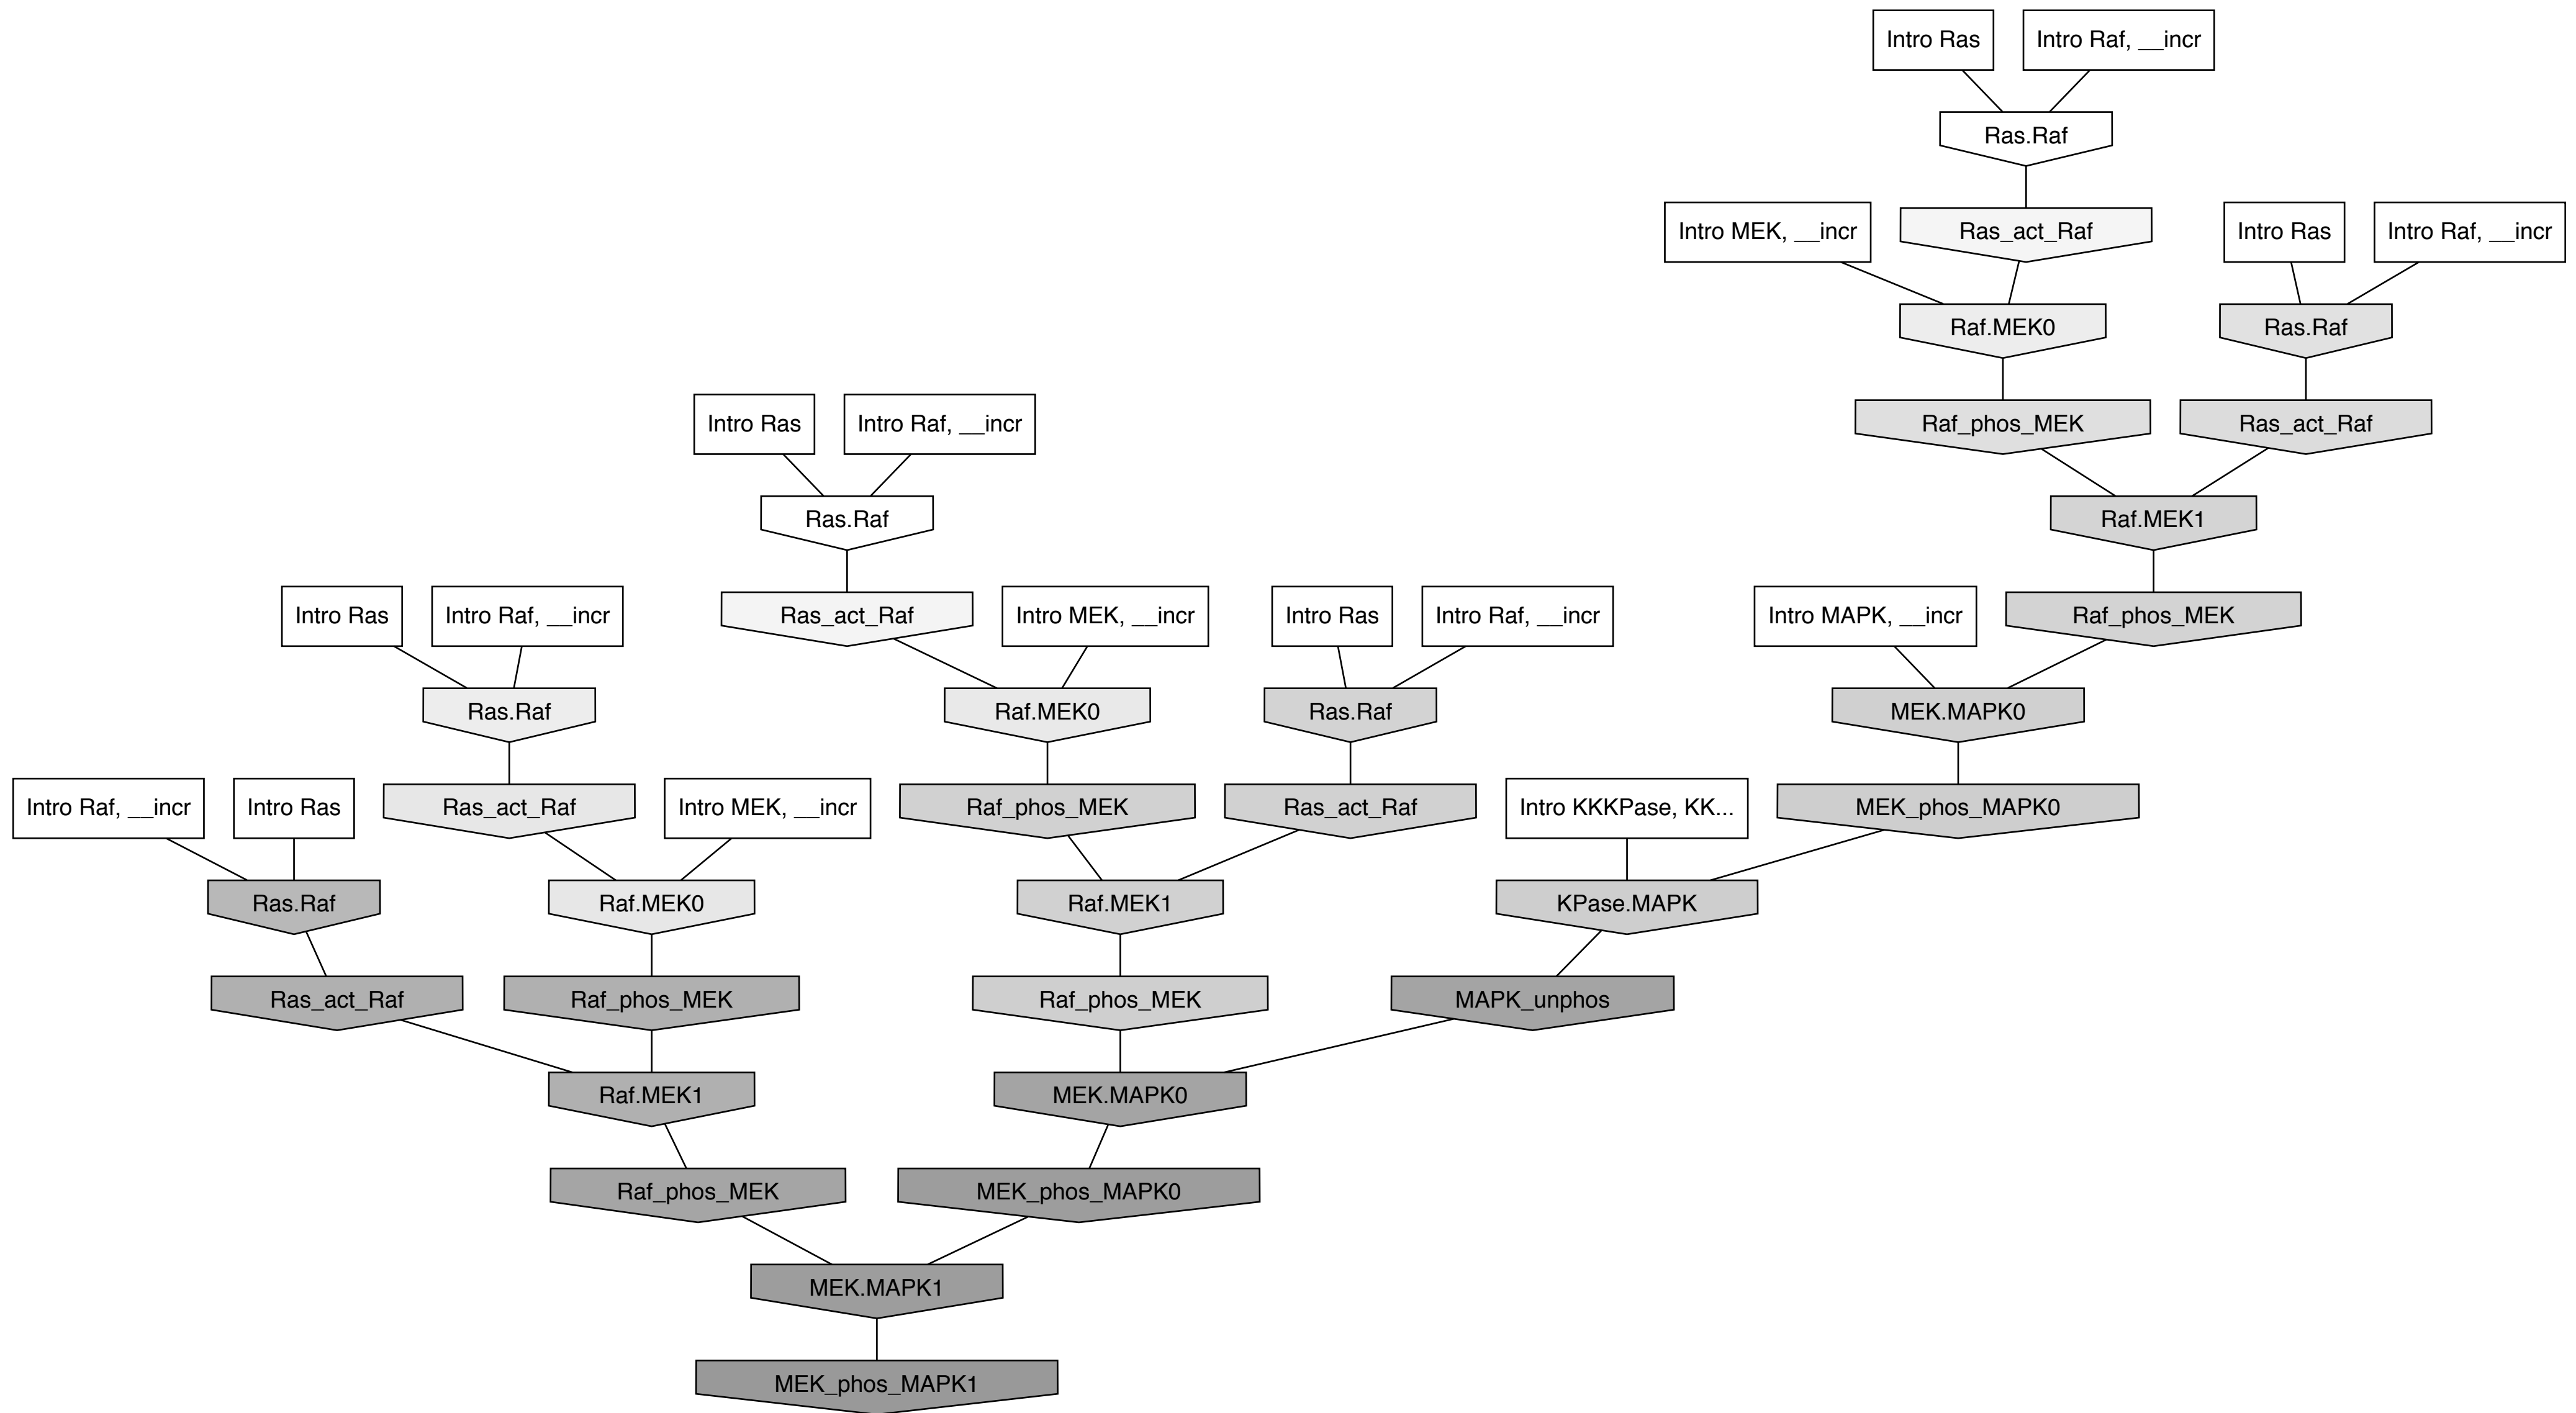 Intro Ras
Intro Raf, __incr
Ras.Raf
Intro MEK, __incr
Ras_act_Raf
Intro Ras
Intro Raf, __incr
Raf.MEK0
Ras.Raf
Intro Ras
Intro Raf, __incr
Raf_phos_MEK
Ras_act_Raf
Ras.Raf
Raf.MEK1
Intro Ras
Intro Raf, __incr
Ras_act_Raf
Intro MEK, __incr
Intro Ras
Intro Raf, __incr
Intro MAPK, __incr
Raf_phos_MEK
Ras.Raf
Raf.MEK0
Ras.Raf
MEK.MAPK0
Intro Raf, __incr
Intro Ras
Ras_act_Raf
Intro MEK, __incr
Raf_phos_MEK
Ras_act_Raf
Intro KKKPase, KK...
MEK_phos_MAPK0
Ras.Raf
Raf.MEK0
Raf.MEK1
KPase.MAPK
Ras_act_Raf
Raf_phos_MEK
Raf_phos_MEK
MAPK_unphos
Raf.MEK1
MEK.MAPK0
Raf_phos_MEK
MEK_phos_MAPK0
MEK.MAPK1
MEK_phos_MAPK1